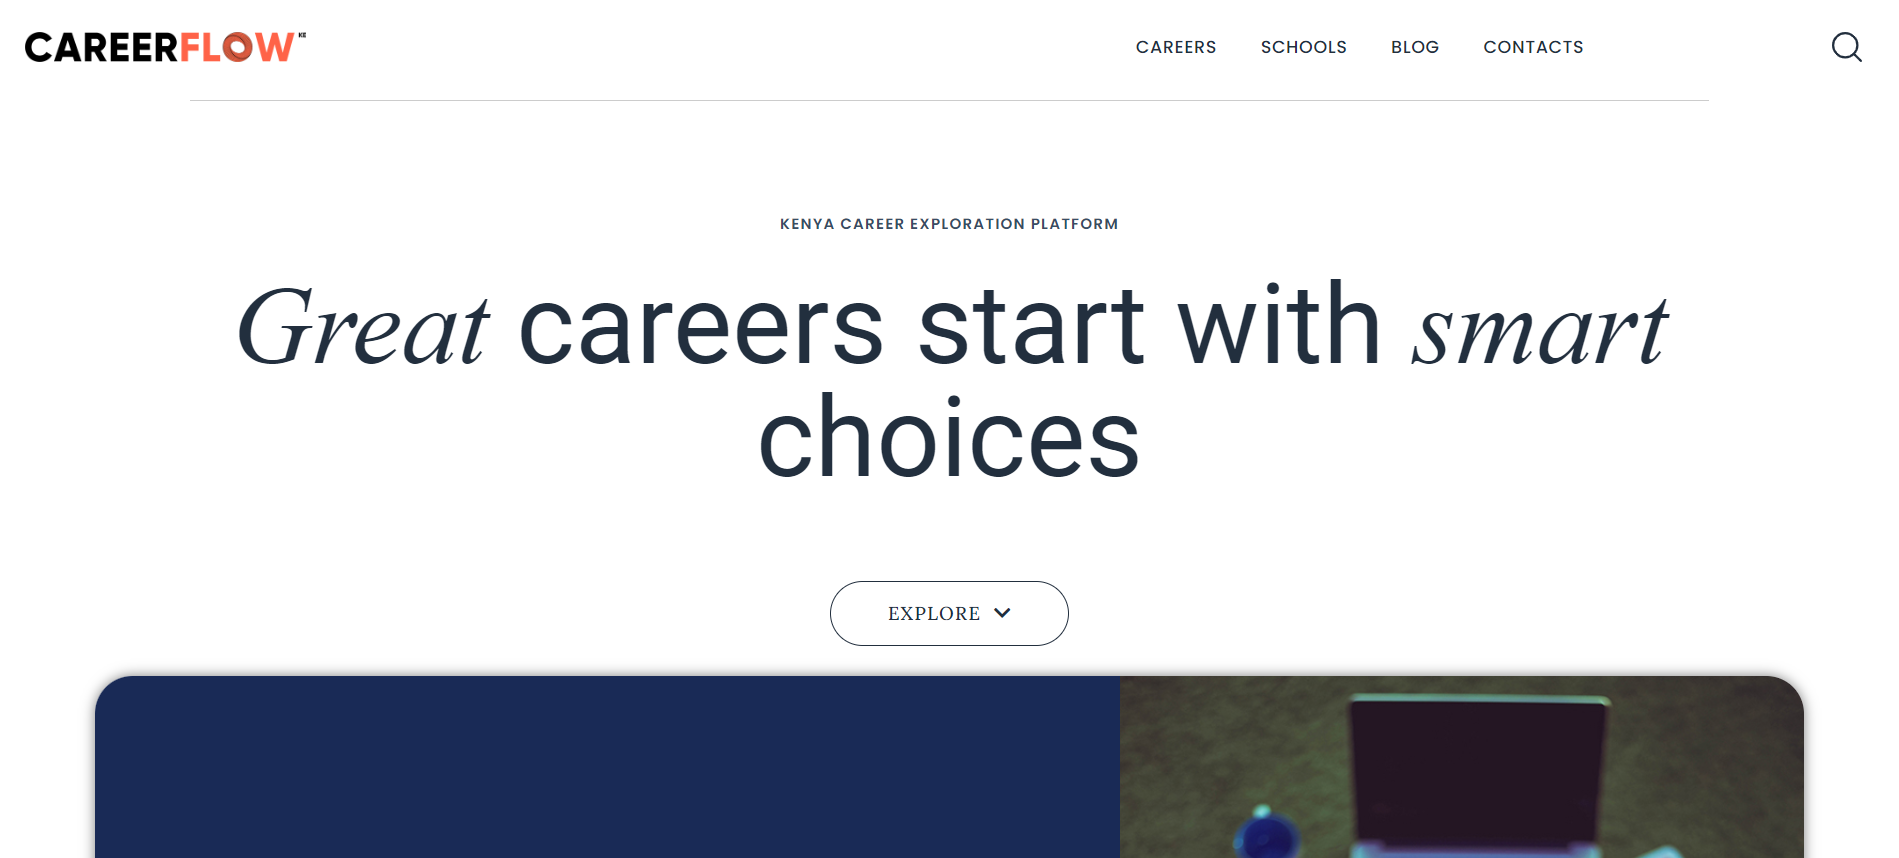 CAREERFLOW KE
CAREERS SCHOOLS BLOG CONTACTS
KENYA CAREER EXPLORATION PLATFORM
Great careers start with smart
choices
EXPLORE